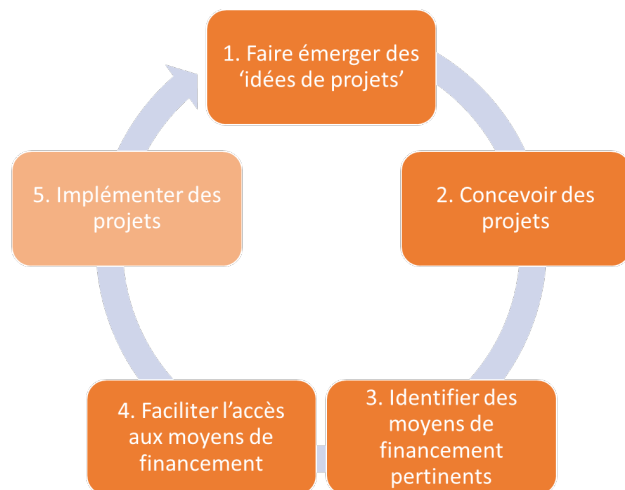 1. Faire émerger des
‘idées de projets’
2. Concevoir des
projets
3. Identifier des
moyens de
financement
pertinents
4. Faciliter l’accès
aux moyens de
financement
5. Implémenter des
projets